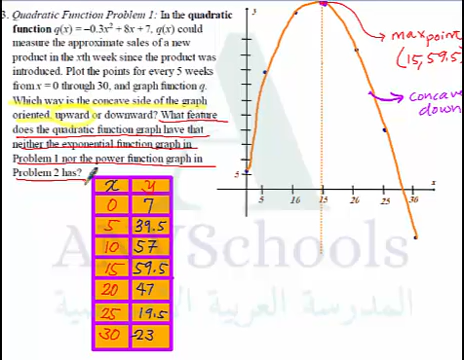 3. Quadratic Function Problem 1: In the quadratic
function q(x) = −0.3x² + 8x + 7, q(x) could
measure the approximate sales of a new
product in the xth week since the product was
introduced. Plot the points for every 5 weeks
from x = 0 through 30, and graph function q.
Which way is the concave side of the graph
oriented, upward or downward? What feature
does the quadratic function graph have that
neither the exponential function graph in
Problem 1 nor the power function graph in
Problem 2 has?
x y
0 7
5 39.5
10 57
15 59.5
20 47
25 19.5
30 -23
max point
(15, 59.5)
concave
down
5
5 10 15 20 25 30
x
Schools
المدرسة العربية